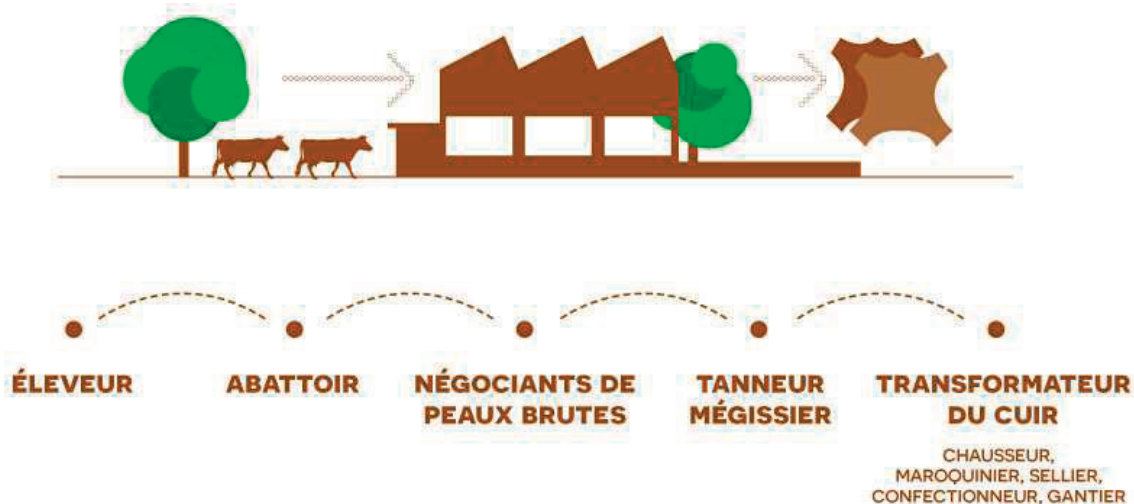 ÉLEVEUR
ABATTOIR
NÉGOCIANTS DE
PEAUX BRUTES
TANNEUR
MÉGISSIER
TRANSFORMATEUR
DU CUIR
CHAUSSEUR,
MAROQUINIER, SELLIER,
CONFECTIONNEUR, GANTIER